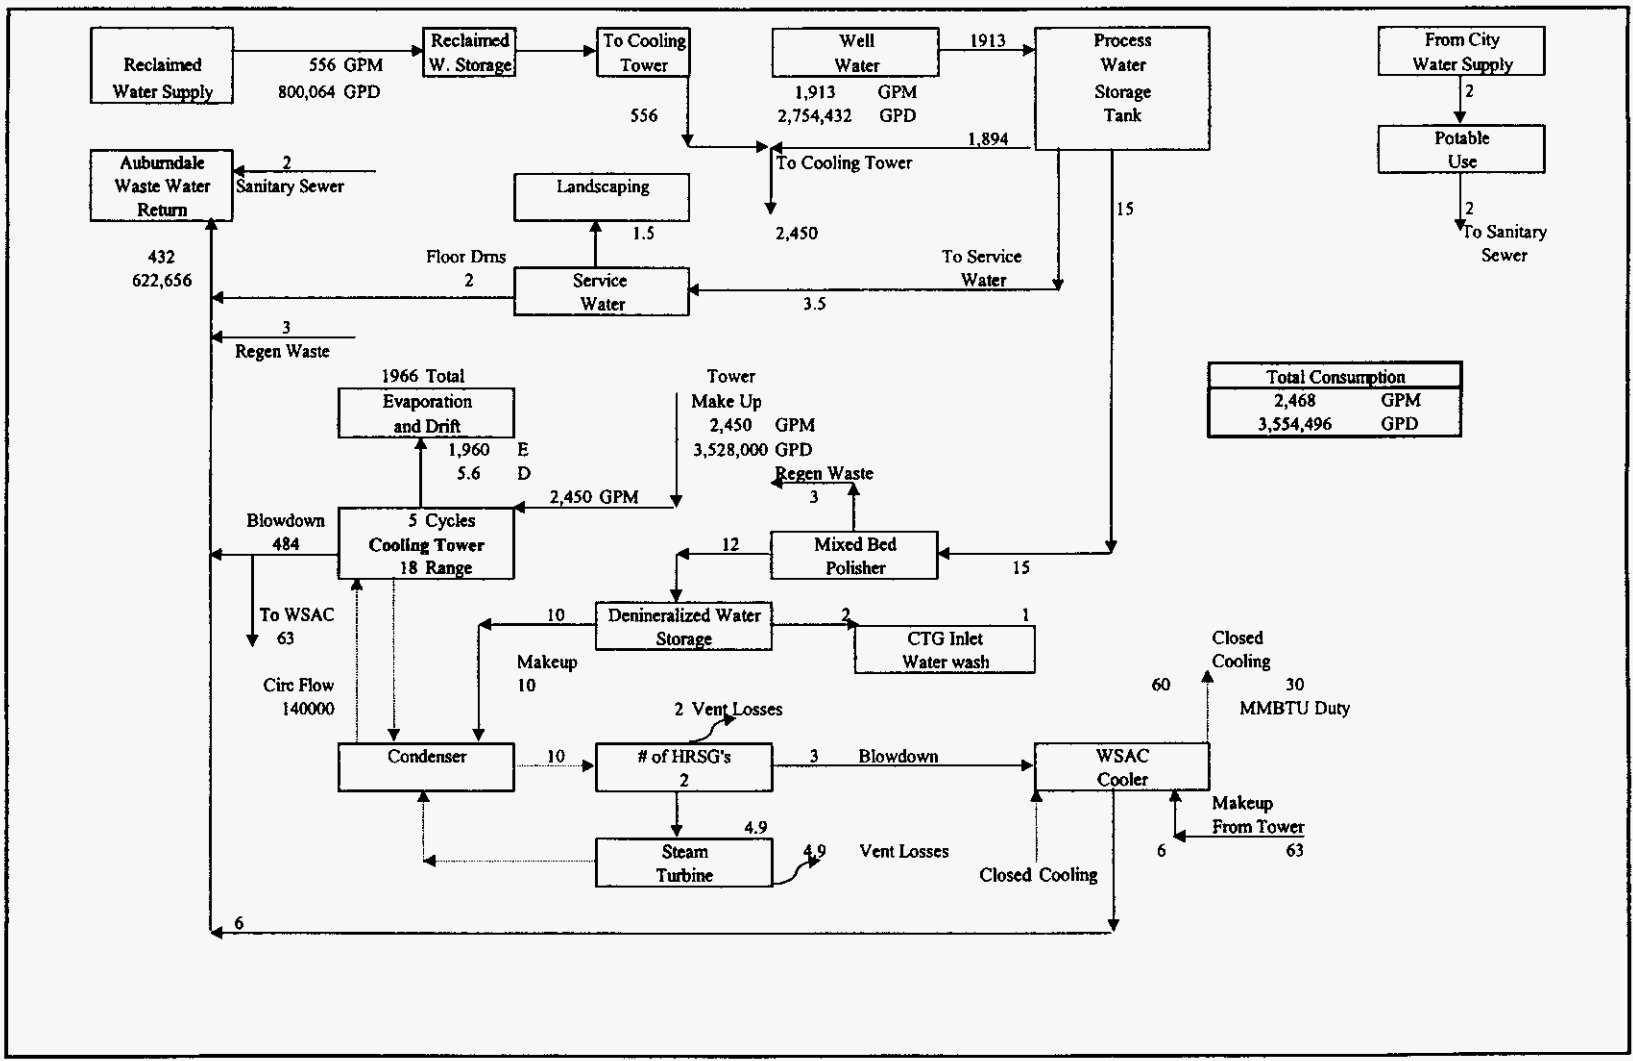 Reclaimed
Water Supply
556 GPM
800,064 GPD
Reclaimed
W. Storage
To Cooling
Tower
556
Well
Water
1913
1,913 GPM
2,754,432 GPD
1,894
To Cooling Tower
2,450
Process
Water
Storage
Tank
From City
Water Supply
2
Potable
Use
2
To Sanitary
Sewer
Auburndale
Waste Water
Return
2
Sanitary Sewer
432
622,656
Landscaping
1.5
Floor Drns
2
Service
Water
To Service
Water
3.5
15
3
Regen Waste
1966 Total
Evaporation
and Drift
1,960 E
5.6 D
Tower
Make Up
2,450 GPM
3,528,000 GPD
Regen Waste
3
Total Consumption
2,468 GPM
3,554,496 GPD
2,450 GPM
Blowdown
484
5 Cycles
Cooling Tower
18 Range
12
Mixed Bed
Polisher
15
To WSAC
63
10
Denineralized Water
Storage
2
1
CTG Inlet
Water wash
Makeup
10
Closed
Cooling
60 30
MMBTU Duty
Circ Flow
140000
2 Vent Losses
Condenser
10
# of HRSG's
2
3 Blowdown
WSAC
Cooler
Makeup
From Tower
6 63
4.9
Steam
Turbine
4.9 Vent Losses
Closed Cooling
6